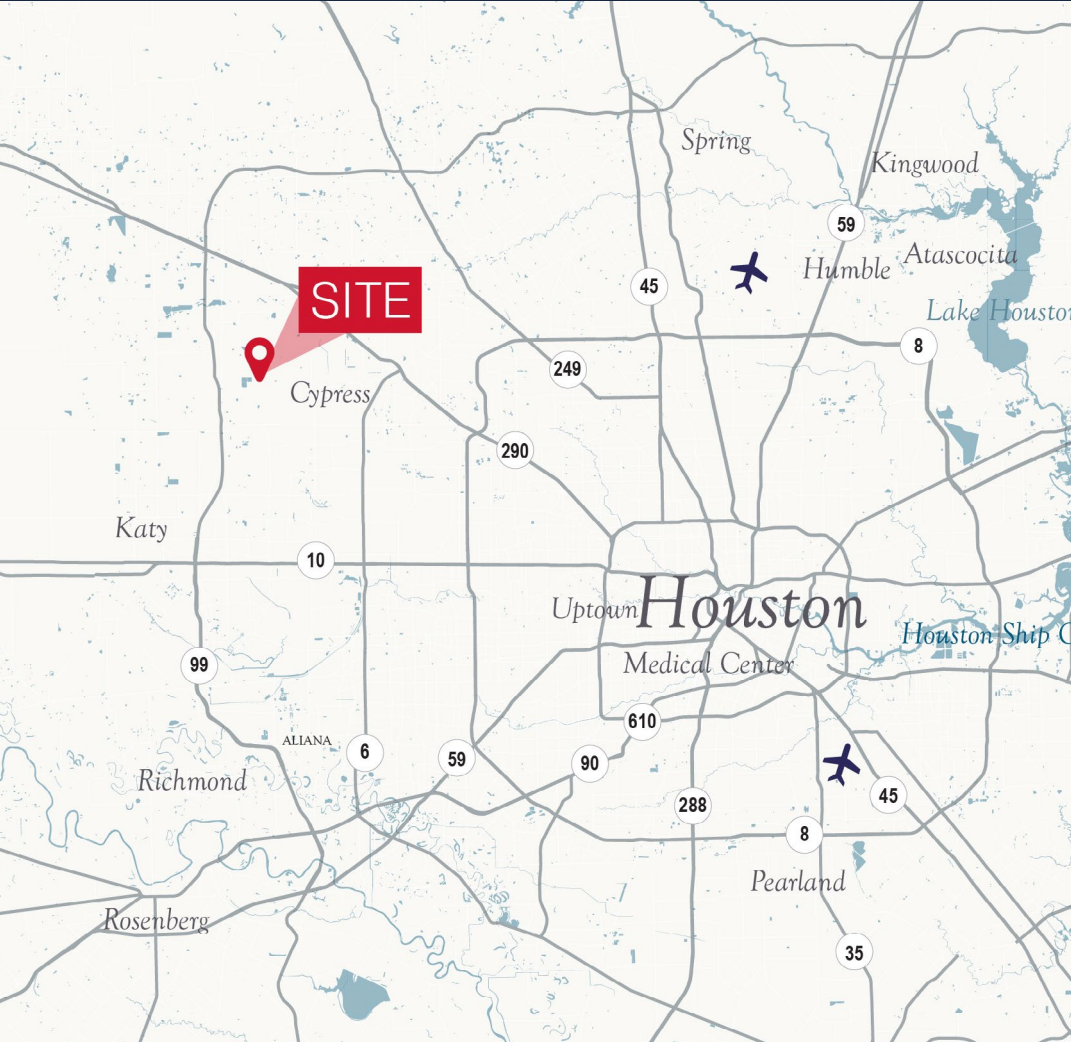 Spring
Kingwood
59
Atascocita
Humble
45
SITE
Lake Housto
8
249
Cypress
290
Katy
10
Uptown
Houston
Houston Ship C
Medical Center
99
610
ALIANA
6
59
90
Richmond
45
288
8
Pearland
Rosenberg
35